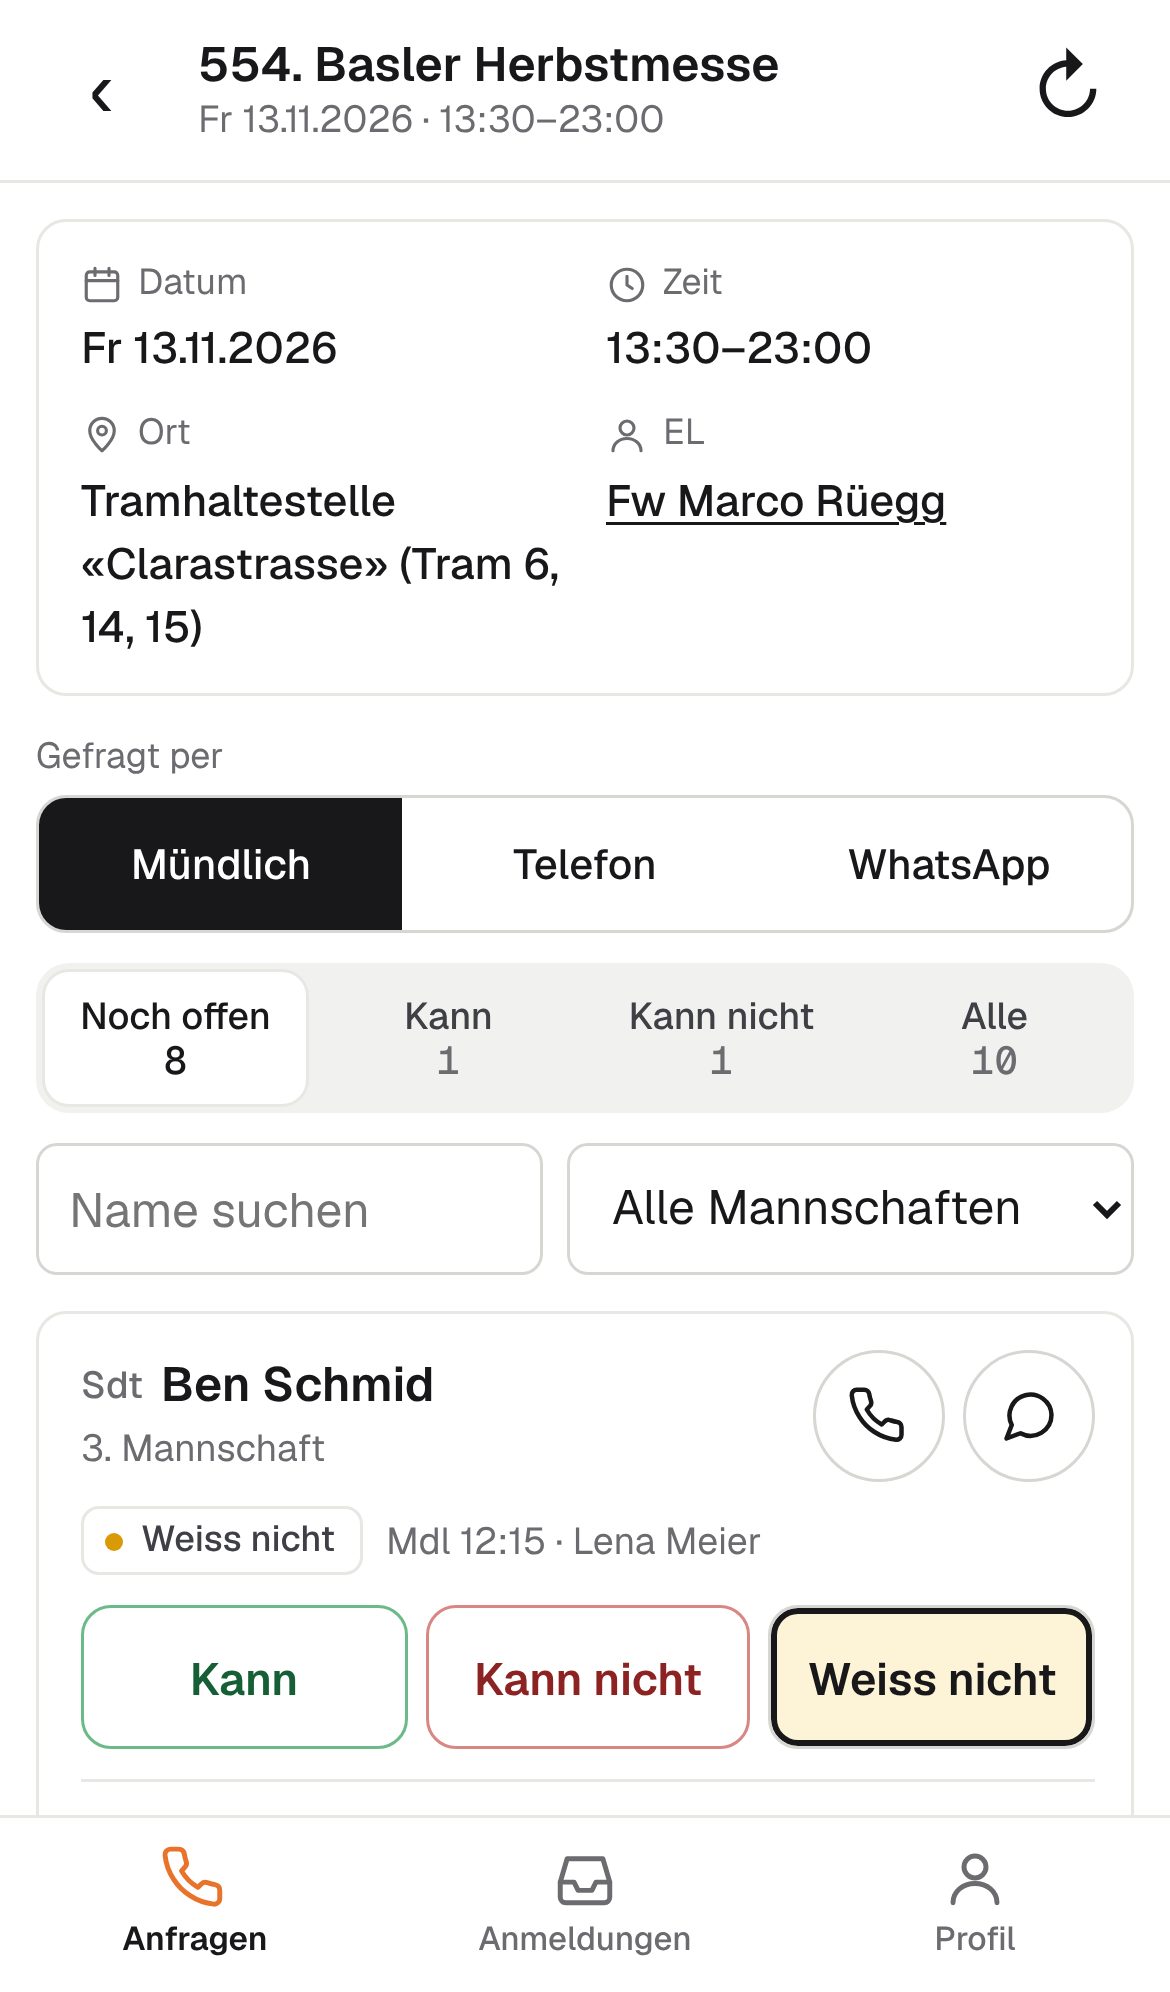 554. Basler Herbstmesse
Fr 13.11.2026 · 13:30–23:00
Datum
Fr 13.11.2026
Zeit
13:30–23:00
Ort
Tramhaltestelle
«Clarastrasse» (Tram 6,
14, 15)
EL
Fw Marco Rüegg
Gefragt per
Mündlich Telefon WhatsApp
Noch offen Kann Kann nicht Alle
8 1 1 10
Name suchen Alle Mannschaften
Sdt Ben Schmid
3. Mannschaft
Weiss nicht Mdl 12:15 · Lena Meier
Kann Kann nicht Weiss nicht
Anfragen Anmeldungen Profil